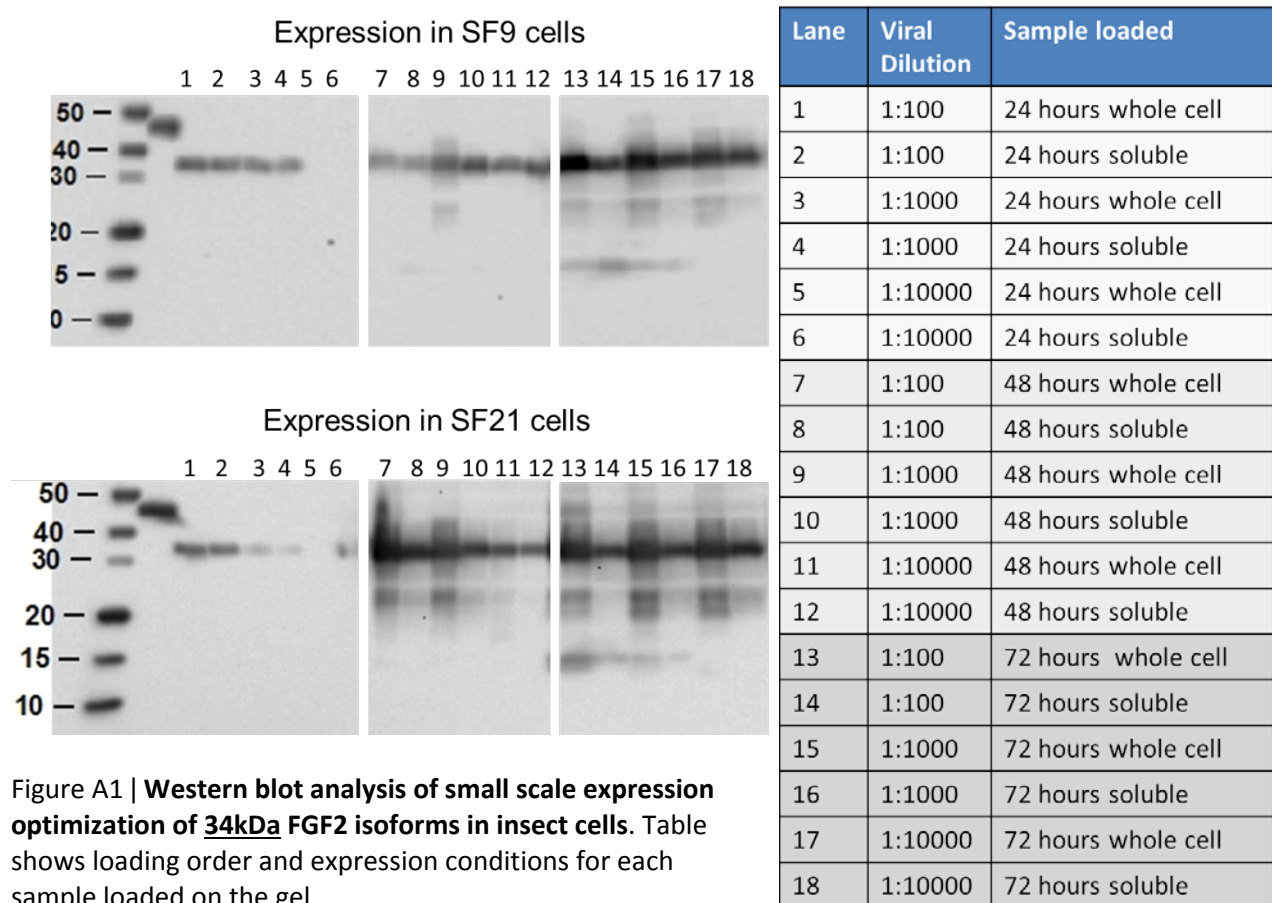 Expression in SF9 cells
1 2 3 4 5 6 7 8 9 10 11 12 13 14 15 16 17 18
50 –
40 –
30 –
20 –
5 –
0 –
Expression in SF21 cells
1 2 3 4 5 6 7 8 9 10 11 12 13 14 15 16 17 18
50 –
40 –
30 –
20 –
15 –
10 –
Figure A1 | Western blot analysis of small scale expression
optimization of 34kDa FGF2 isoforms in insect cells. Table
shows loading order and expression conditions for each
sample loaded on the gel
Lane Viral Dilution Sample loaded
1 1:100 24 hours whole cell
2 1:100 24 hours soluble
3 1:1000 24 hours whole cell
4 1:1000 24 hours soluble
5 1:10000 24 hours whole cell
6 1:10000 24 hours soluble
7 1:100 48 hours whole cell
8 1:100 48 hours soluble
9 1:1000 48 hours whole cell
10 1:1000 48 hours soluble
11 1:10000 48 hours whole cell
12 1:10000 48 hours soluble
13 1:100 72 hours whole cell
14 1:100 72 hours soluble
15 1:1000 72 hours whole cell
16 1:1000 72 hours soluble
17 1:10000 72 hours whole cell
18 1:10000 72 hours soluble